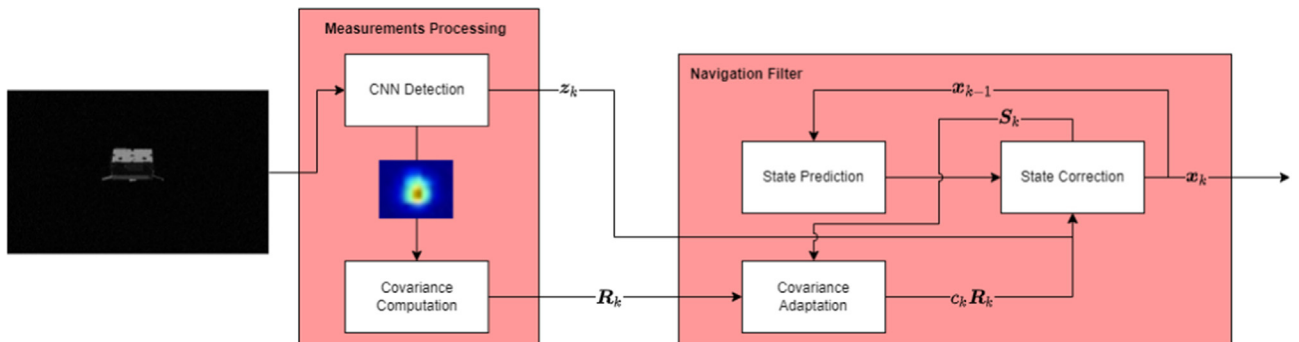 Measurements Processing
CNN Detection
z_k
Covariance
Computation
R_k
Navigation Filter
x_{k-1}
S_k
State Prediction
State Correction
x_k
Covariance
Adaptation
c_k R_k